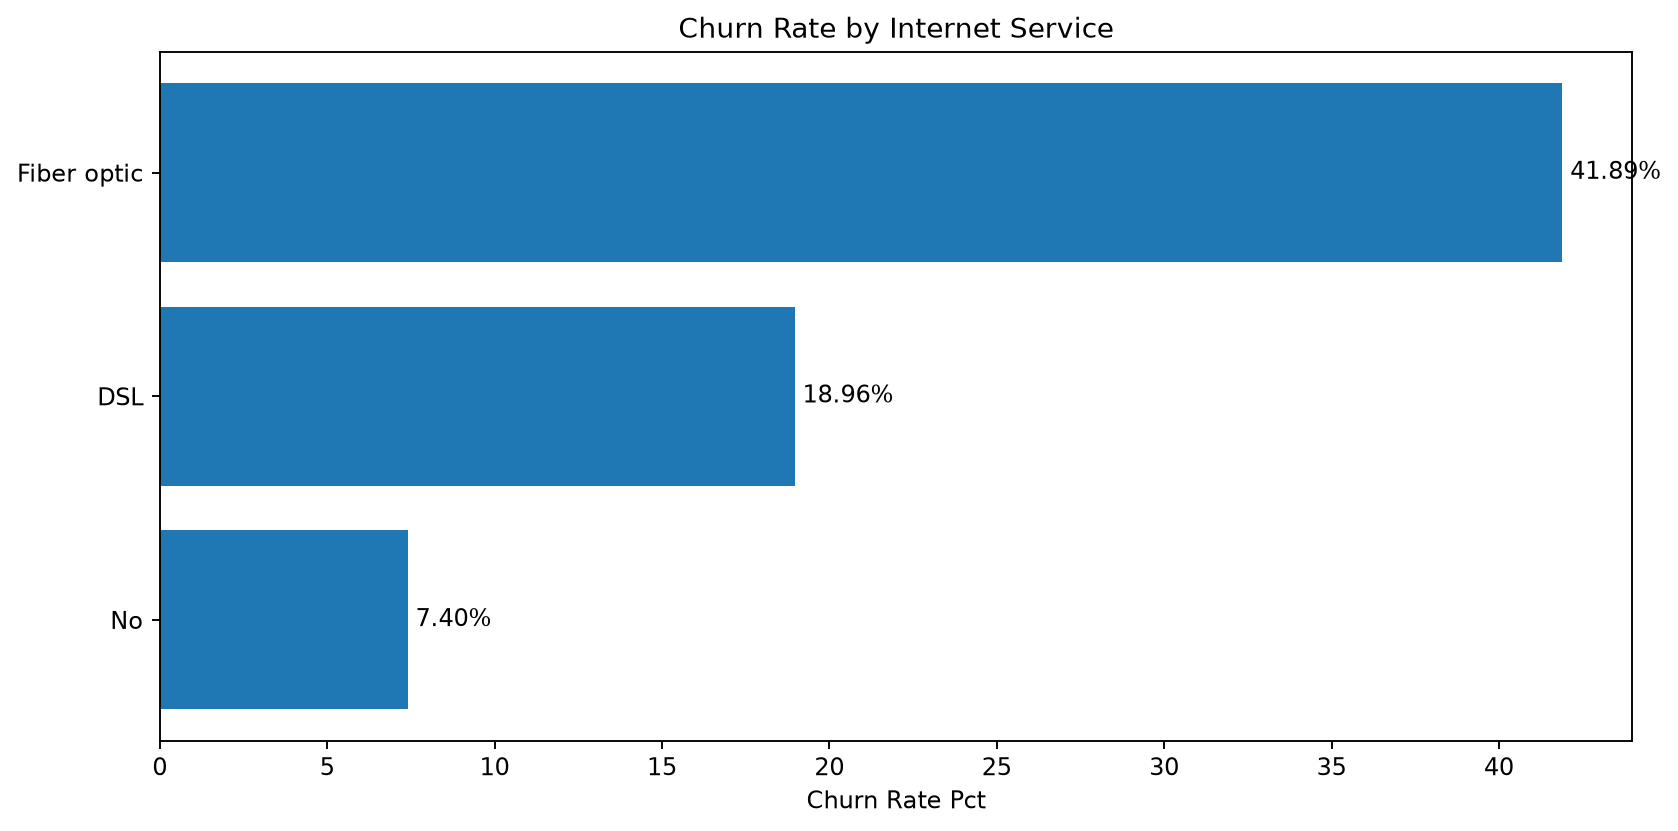 Churn Rate by Internet Service
Fiber optic
41.89%
DSL
18.96%
No
7.40%
0 5 10 15 20 25 30 35 40
Churn Rate Pct